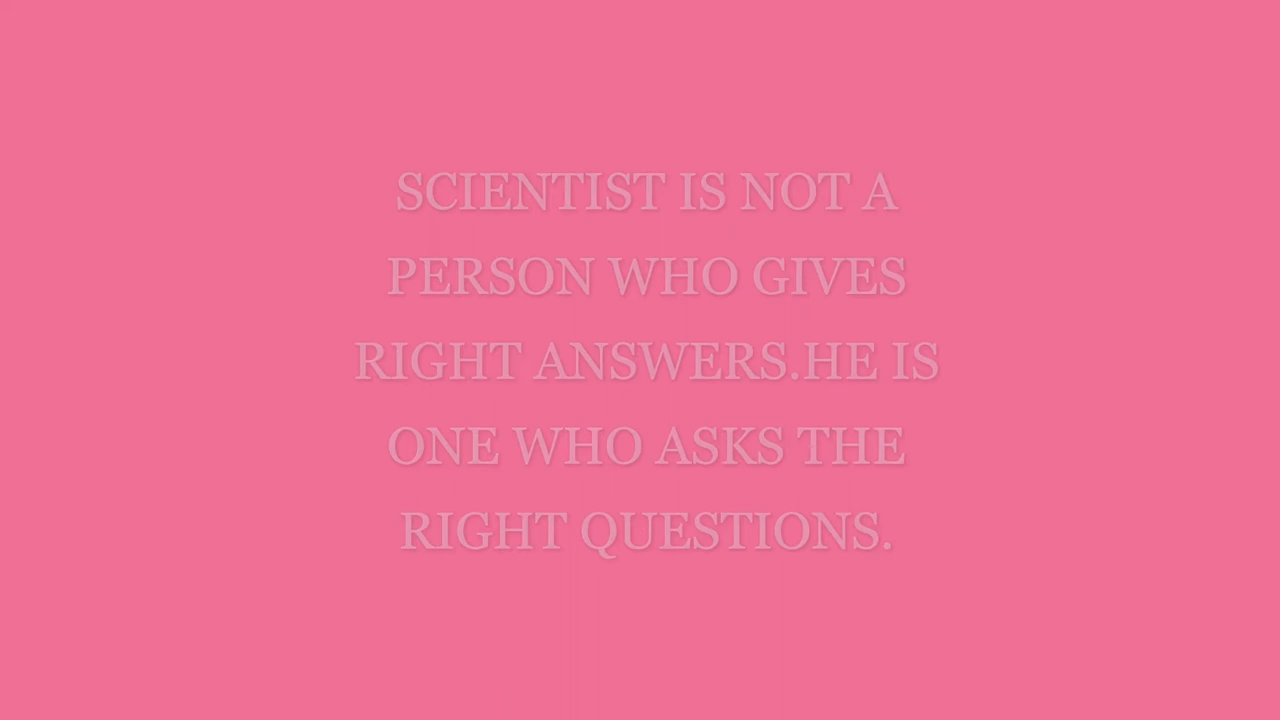 SCIENTIST IS NOT A
PERSON WHO GIVES
RIGHT ANSWERS.HE IS
ONE WHO ASKS THE
RIGHT QUESTIONS.